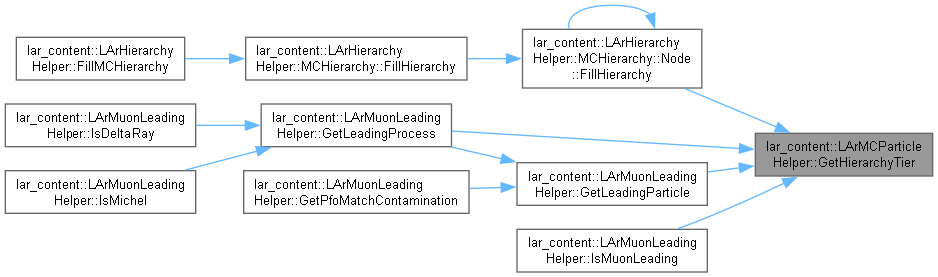 lar_content::LArHierarchy
Helper::FillMCHierarchy
lar_content::LArHierarchy
Helper::MCHierarchy::FillHierarchy
lar_content::LArHierarchy
Helper::MCHierarchy::Node
::FillHierarchy
lar_content::LArMuonLeading
Helper::IsDeltaRay
lar_content::LArMuonLeading
Helper::GetLeadingProcess
lar_content::LArMCParticle
Helper::GetHierarchyTier
lar_content::LArMuonLeading
Helper::IsMichel
lar_content::LArMuonLeading
Helper::GetPfoMatchContamination
lar_content::LArMuonLeading
Helper::GetLeadingParticle
lar_content::LArMuonLeading
Helper::IsMuonLeading